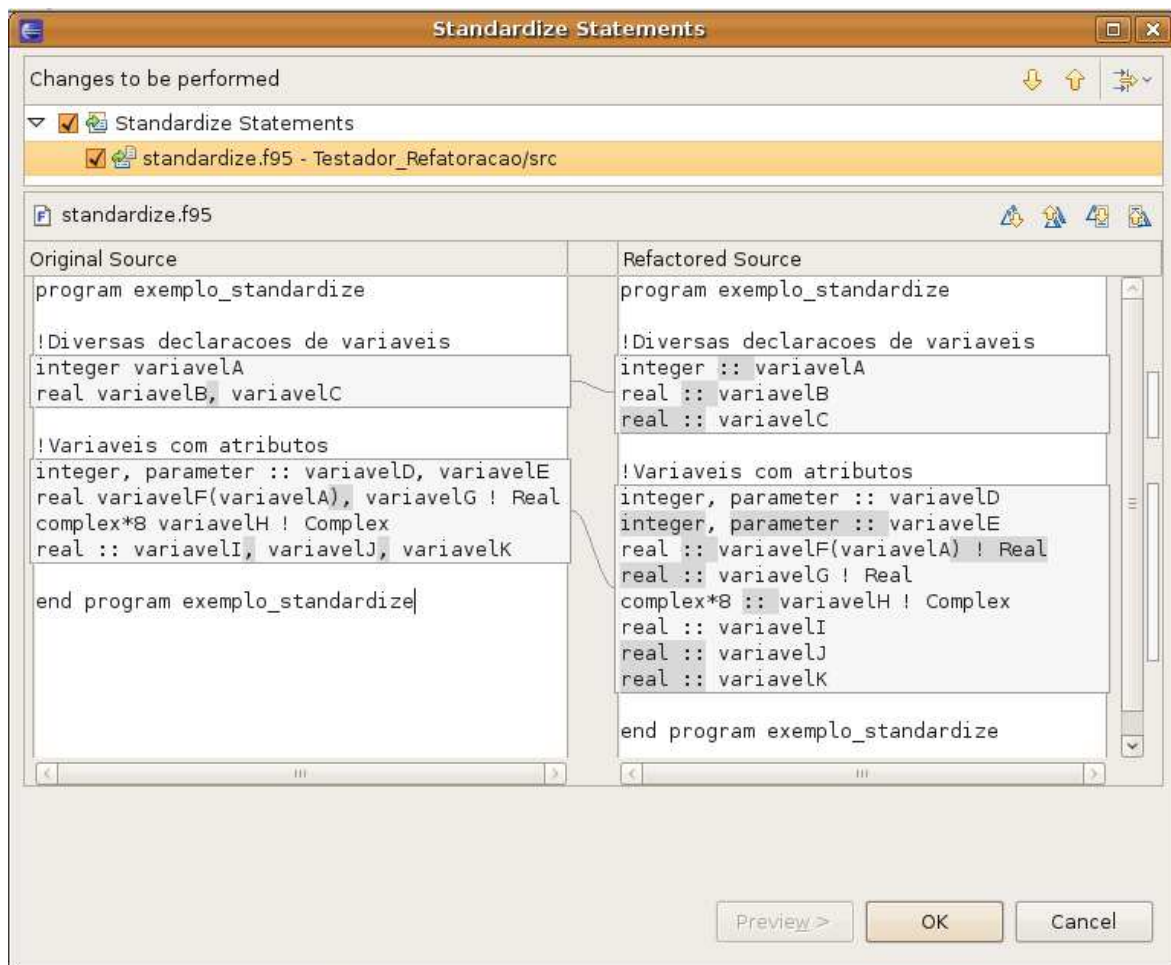 Standardize Statements
Changes to be performed
Standardize Statements
standardize.f95 - Testador_Refatoracao/src
standardize.f95
Original Source
program exemplo_standardize
!Diversas declaracoes de variaveis
integer variavelA
real variavelB, variavelC
!Variaveis com atributos
integer, parameter :: variavelD, variavelE
real variavelF(variavelA), variavelG ! Real
complex*8 variavelH ! Complex
real :: variavelI, variavelJ, variavelK
end program exemplo_standardize
Refactored Source
program exemplo_standardize
!Diversas declaracoes de variaveis
integer :: variavelA
real :: variavelB
real :: variavelC
!Variaveis com atributos
integer, parameter :: variavelD
integer, parameter :: variavelE
real :: variavelF(variavelA) ! Real
real :: variavelG ! Real
complex*8 :: variavelH ! Complex
real :: variavelI
real :: variavelJ
real :: variavelK
end program exemplo_standardize
Preview >
OK
Cancel